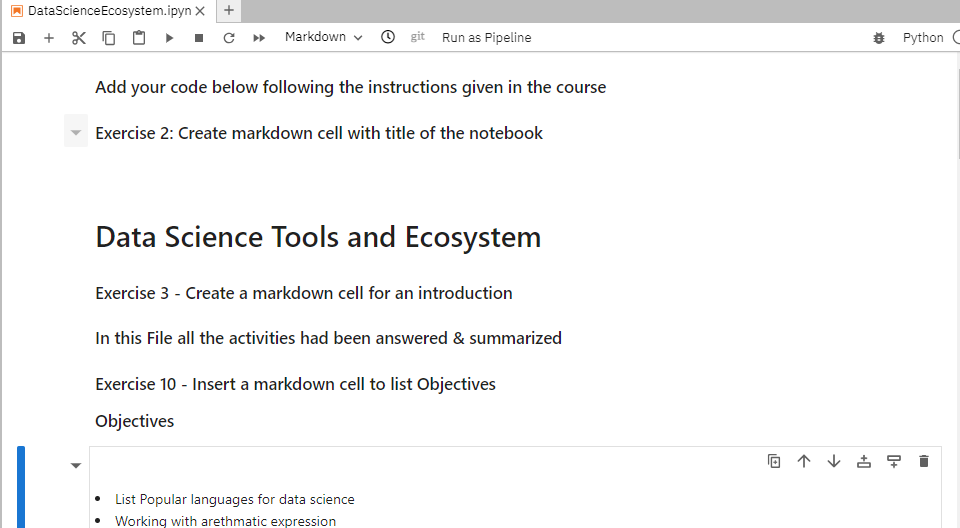 DataScienceEcosystem.ipyn
Markdown git Run as Pipeline Python
Add your code below following the instructions given in the course
Exercise 2: Create markdown cell with title of the notebook
Data Science Tools and Ecosystem
Exercise 3 - Create a markdown cell for an introduction
In this File all the activities had been answered & summarized
Exercise 10 - Insert a markdown cell to list Objectives
Objectives
• List Popular languages for data science
• Working with arethmatic expression